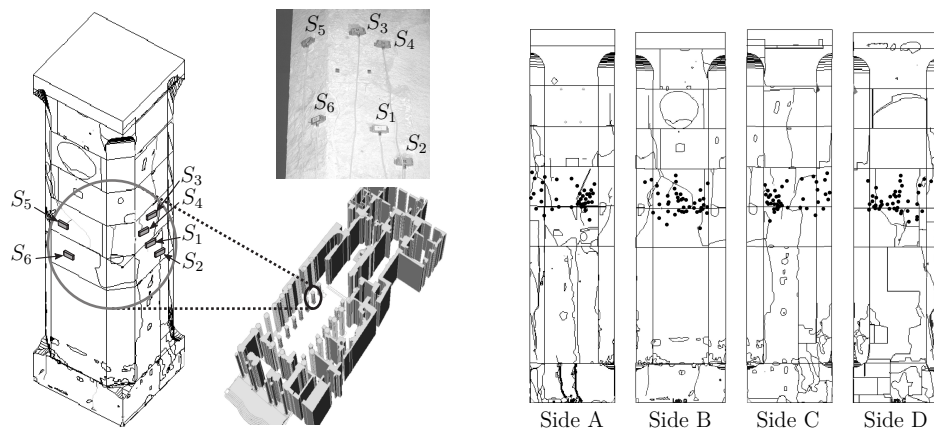 S₃
S₄
S₁
S₂
S₅
S₆
S₅
S₃
S₄
S₆
S₁
S₂
Side A
Side B
Side C
Side D